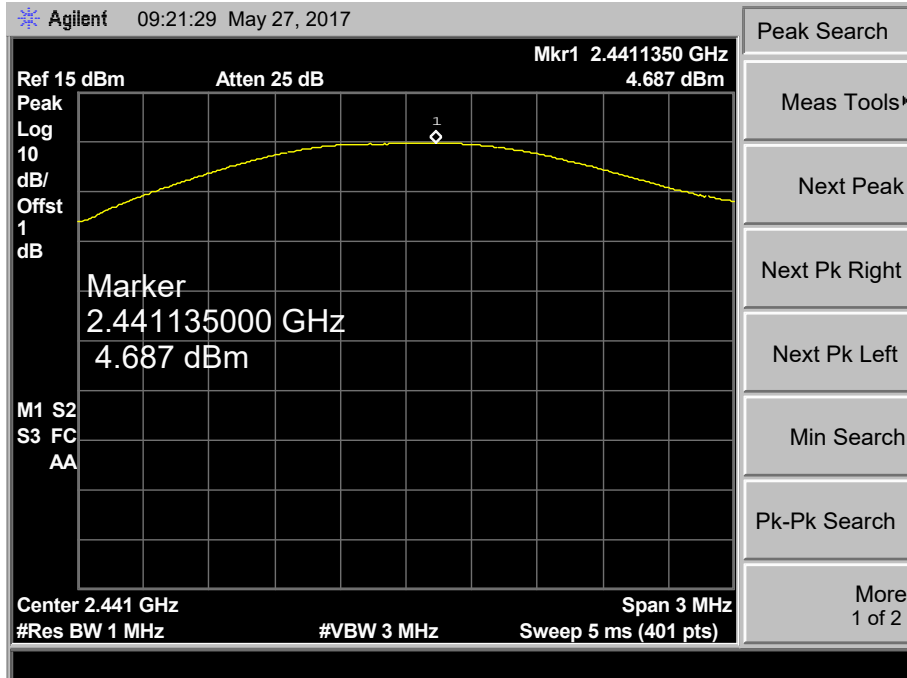 Agilent 09:21:29 May 27, 2017
Mkr1 2.4411350 GHz
Ref 15 dBm Atten 25 dB 4.687 dBm
Peak
Log
10
dB/
Offst
1
dB
1
Marker
2.441135000 GHz
4.687 dBm
M1 S2
S3 FC
AA
Center 2.441 GHz Span 3 MHz
#Res BW 1 MHz #VBW 3 MHz Sweep 5 ms (401 pts)
Peak Search
Meas Tools
Next Peak
Next Pk Right
Next Pk Left
Min Search
Pk-Pk Search
More
1 of 2